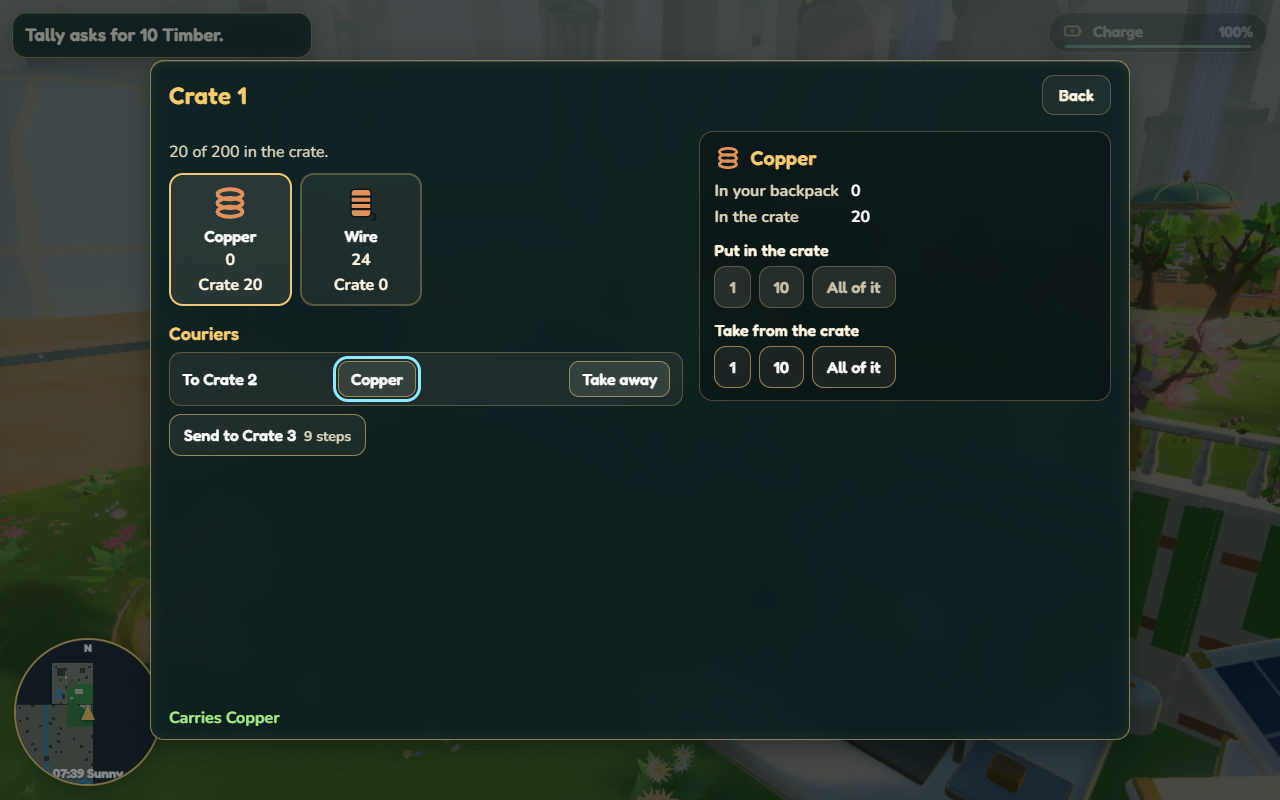 Tally asks for 10 Timber.
Charge 100%
Crate 1
Back
20 of 200 in the crate.
Copper
0
Crate 20
Wire
24
Crate 0
Couriers
To Crate 2 Copper Take away
Send to Crate 3 9 steps
Copper
In your backpack 0
In the crate 20
Put in the crate
1 10 All of it
Take from the crate
1 10 All of it
Carries Copper
N
07:39 Sunny